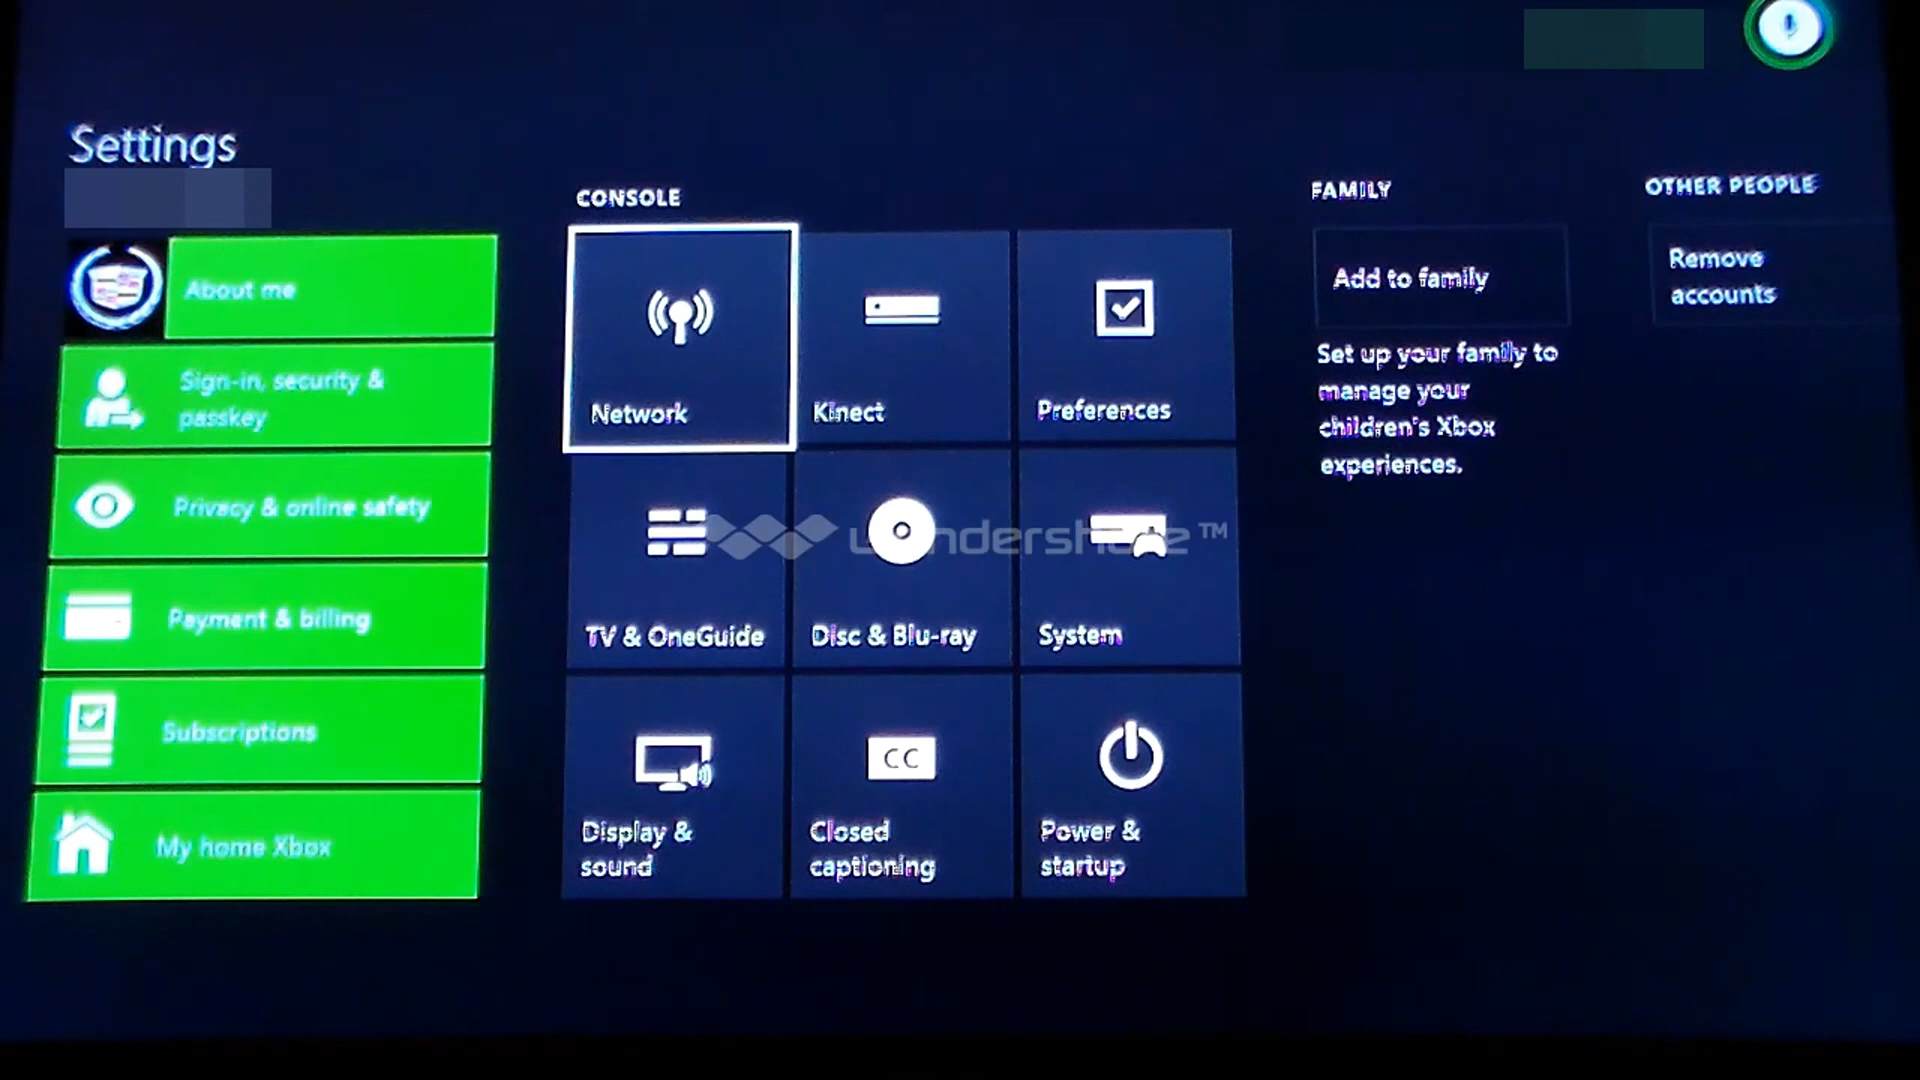 Settings
About me
Sign-in, security &
passkey
Privacy & online safety
Payment & billing
Subscriptions
My home Xbox
CONSOLE
Network
Kinect
Preferences
TV & OneGuide
Disc & Blu-ray
System
Display &
sound
CC
Closed
captioning
Power &
startup
FAMILY
Add to family
Set up your family to
manage your
children's Xbox
experiences.
OTHER PEOPLE
Remove
accounts
wondershare™